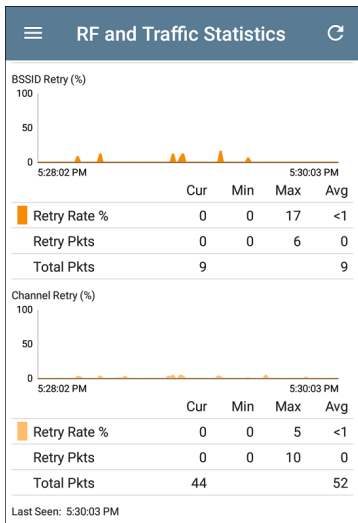 RF and Traffic Statistics
BSSID Retry (%)
100
50
0
5:28:02 PM 5:30:03 PM
Cur Min Max Avg
Retry Rate % 0 0 17 <1
Retry Pkts 0 0 6 0
Total Pkts 9 9
Channel Retry (%)
100
50
0
5:28:02 PM 5:30:03 PM
Cur Min Max Avg
Retry Rate % 0 0 5 <1
Retry Pkts 0 0 10 0
Total Pkts 44 52
Last Seen: 5:30:03 PM